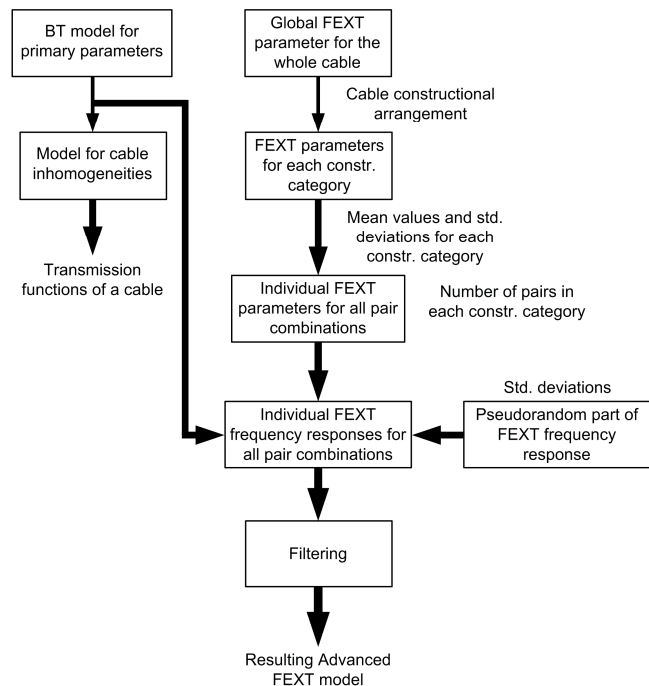 BT model for
primary parameters
Global FEXT
parameter for the
whole cable
Cable constructional
arrangement
Model for cable
inhomogeneities
FEXT parameters
for each constr.
category
Mean values and std.
deviations for each
constr. category
Transmission
functions of a cable
Individual FEXT
parameters for all pair
combinations
Number of pairs in
each constr. category
Std. deviations
Individual FEXT
frequency responses for
all pair combinations
Pseudorandom part of
FEXT frequency
response
Filtering
Resulting Advanced
FEXT model